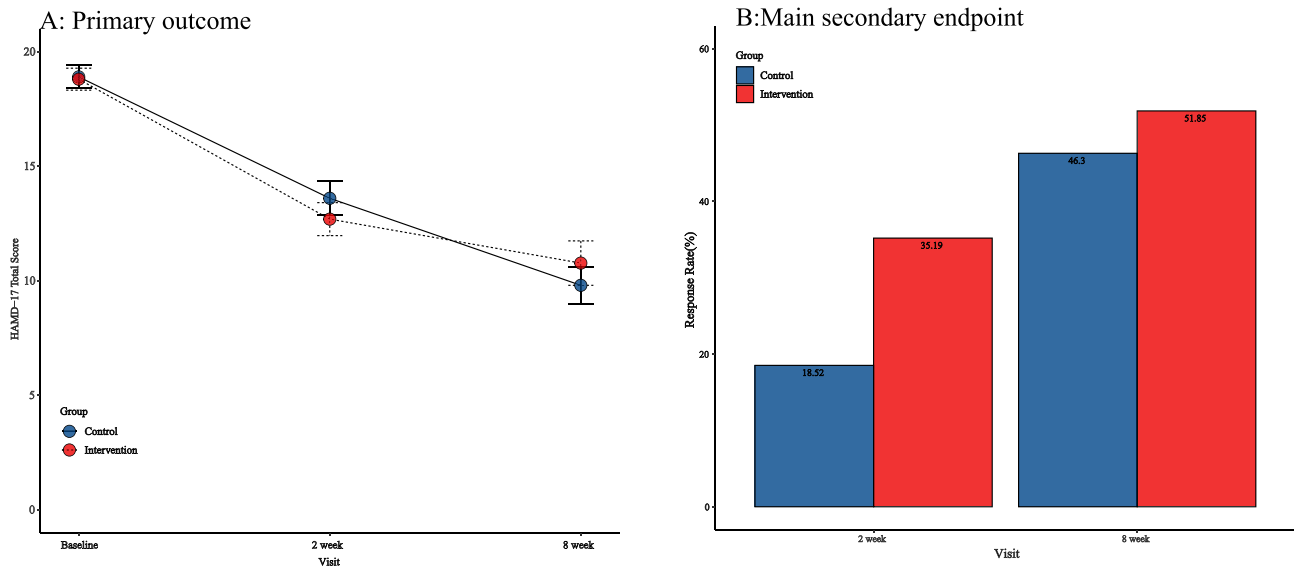 A: Primary outcome
20
15
10
5
0
HAMD−17 Total Score
Group
Control
Intervention
Baseline
2 week
8 week
Visit
B:Main secondary endpoint
60
40
20
0
Response Rate(%)
Group
Control
Intervention
18.52
35.19
46.3
51.85
2 week
8 week
Visit